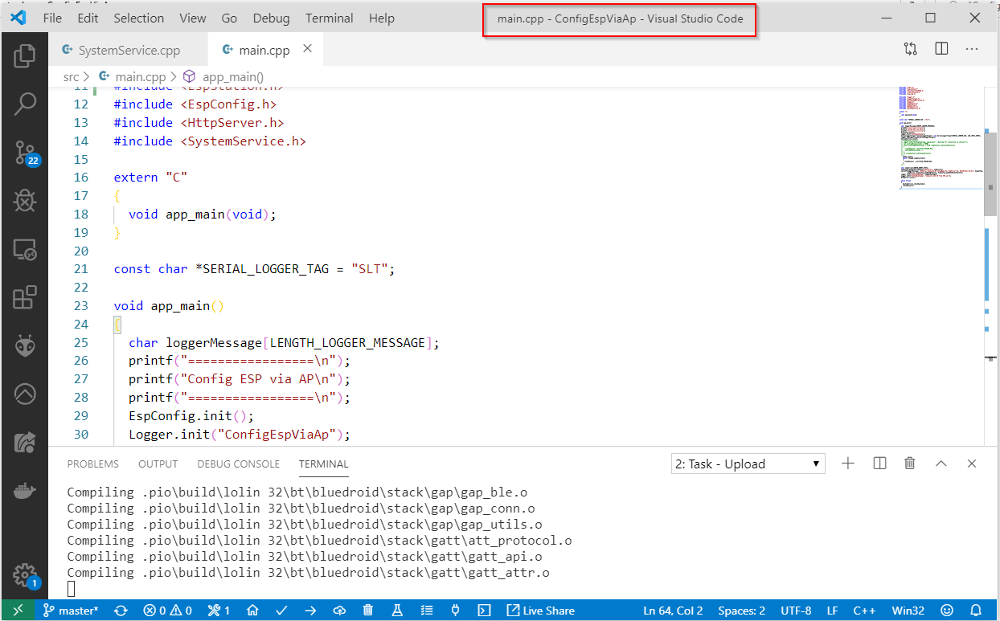 File Edit Selection View Go Debug Terminal Help main.cpp - ConfigEspViaAp - Visual Studio Code
SystemService.cpp main.cpp
src > main.cpp > app_main()
11 #include <EspStation.h>
12 #include <EspConfig.h>
13 #include <HttpServer.h>
14 #include <SystemService.h>
15
16 extern "C"
17 {
18 void app_main(void);
19 }
20
21 const char *SERIAL_LOGGER_TAG = "SLT";
22
23 void app_main()
24 {
25 char loggerMessage[LENGTH_LOGGER_MESSAGE];
26 printf("=================\n");
27 printf("Config ESP via AP\n");
28 printf("=================\n");
29 EspConfig.init();
30 Logger.init("ConfigEspViaAp");
22
PROBLEMS OUTPUT DEBUG CONSOLE TERMINAL 2: Task - Upload
Compiling .pio\build\lolin 32\bt\bluedroid\stack\gap\gap_ble.o
Compiling .pio\build\lolin 32\bt\bluedroid\stack\gap\gap_conn.o
Compiling .pio\build\lolin 32\bt\bluedroid\stack\gap\gap_utils.o
Compiling .pio\build\lolin 32\bt\bluedroid\stack\gatt\att_protocol.o
Compiling .pio\build\lolin 32\bt\bluedroid\stack\gatt\gatt_api.o
Compiling .pio\build\lolin 32\bt\bluedroid\stack\gatt\gatt_attr.o
1
master* 0 0 1 Live Share Ln 64, Col 2 Spaces: 2 UTF-8 LF C++ Win32